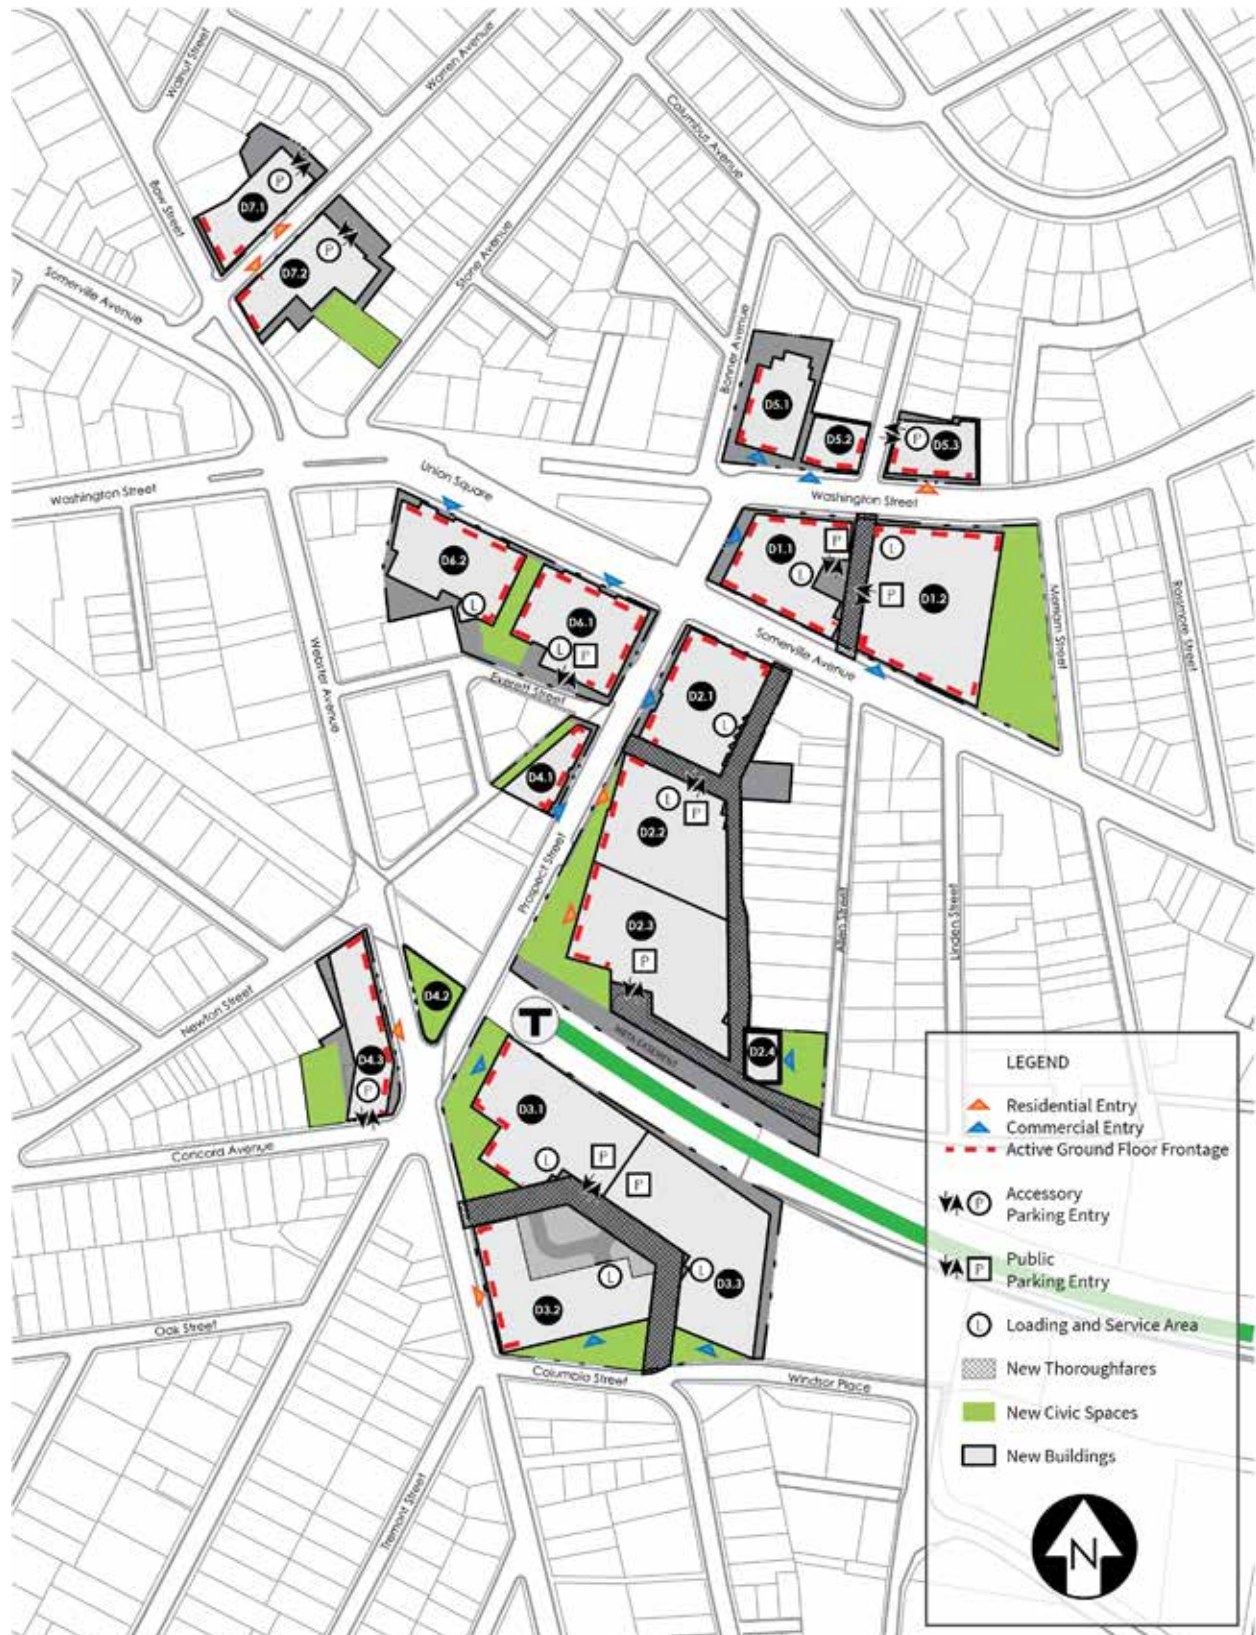 Walnut Street
Warren Avenue
Columbus Avenue
P
D7.1
Bow Street
P
D7.2
Stone Avenue
Somerville Avenue
Bonner Avenue
D5.1
D5.2
P
D5.3
Union Square
Washington Street
Washington Street
D6.2
D1.1
P
L
L
D1.2
P
Merriam Street
Rossmore Street
L
D6.1
L
P
Somerville Avenue
Webster Avenue
Everett Street
D2.1
L
D4.1
L
P
D2.2
Prospect Street
Allen Street
Linden Street
D2.3
P
Newton Street
D4.2
T
MBTA EASEMENT
D2.4
D4.3
P
D3.1
Concord Avenue
L
P
P
L
D3.3
L
D3.2
Oak Street
Columbia Street
Windsor Place
Tremont Street
LEGEND
Residential Entry
Commercial Entry
Active Ground Floor Frontage
P
Accessory
Parking Entry
P
Public
Parking Entry
L
Loading and Service Area
New Thoroughfares
New Civic Spaces
New Buildings
N